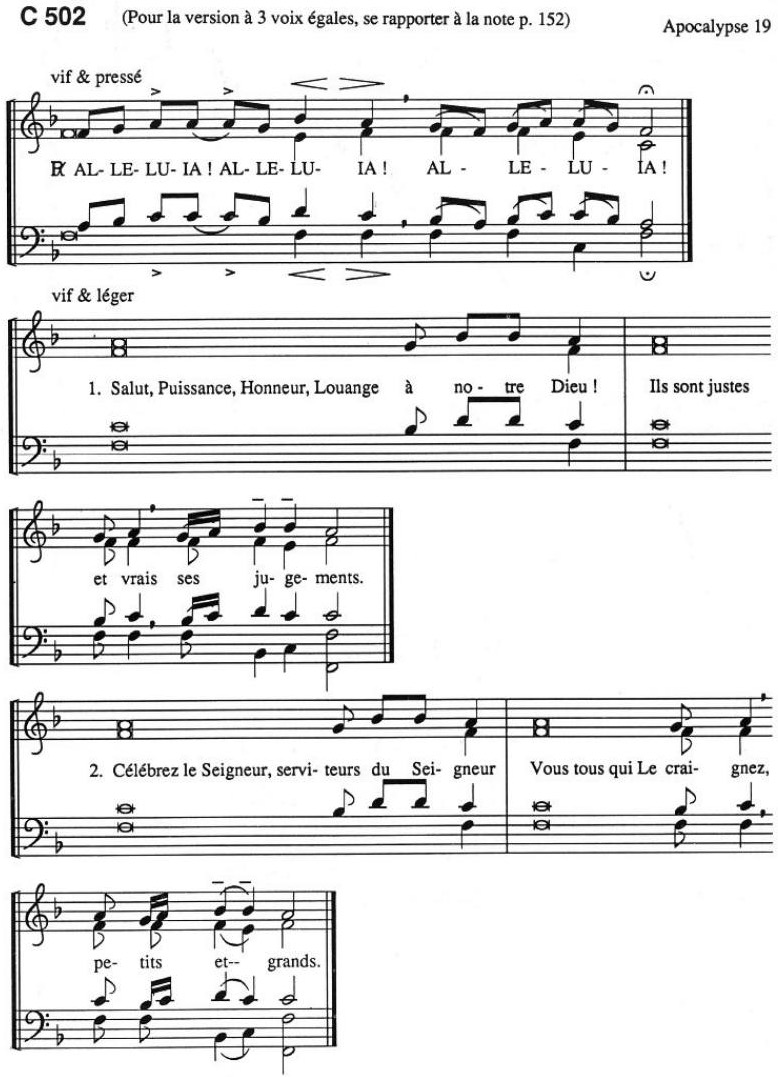 C 502 (Pour la version à 3 voix égales, se rapporter à la note p. 152)
Apocalypse 19
vif & pressé
℟ AL- LE- LU- IA ! AL- LE- LU- IA ! AL - LE - LU - IA !
vif & léger
1. Salut, Puissance, Honneur, Louange à no - tre Dieu ! Ils sont justes
et vrais ses ju- ge- ments.
2. Célébrez le Seigneur, servi- teurs du Sei- gneur Vous tous qui Le crai- gnez,
pe- tits et-- grands.